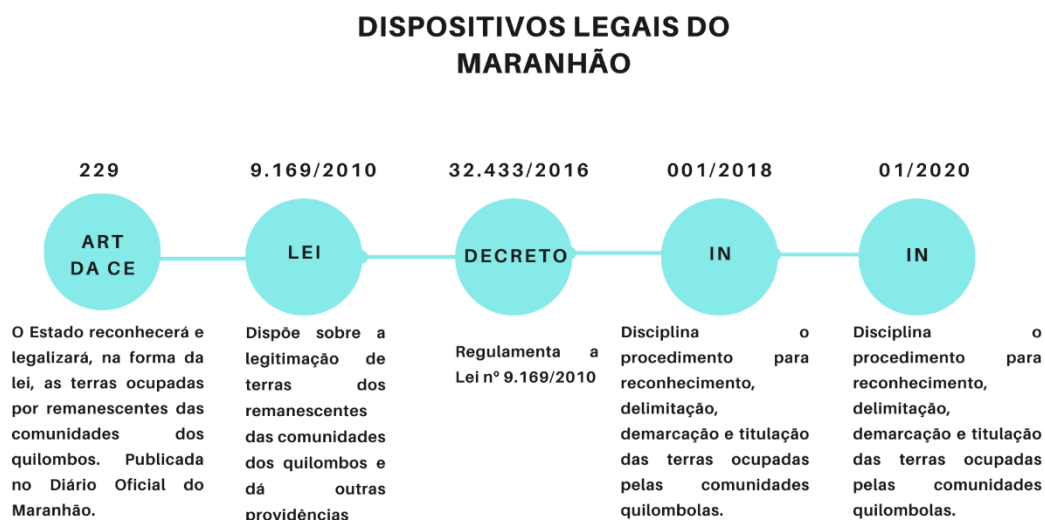 DISPOSITIVOS LEGAIS DO
MARANHÃO
229
ART
DA CE
O Estado reconhecerá e
legalizará, na forma da
lei, as terras ocupadas
por remanescentes das
comunidades dos
quilombos. Publicada
no Diário Oficial do
Maranhão.
9.169/2010
LEI
Dispõe sobre a
legitimação de
terras dos
remanescentes
das comunidades
dos quilombos e
dá outras
providências
32.433/2016
DECRETO
Regulamenta a
Lei nº 9.169/2010
001/2018
IN
Disciplina o
procedimento para
reconhecimento,
delimitação,
demarcação e titulação
das terras ocupadas
pelas comunidades
quilombolas.
01/2020
IN
Disciplina o
procedimento para
reconhecimento,
delimitação,
demarcação e titulação
das terras ocupadas
pelas comunidades
quilombolas.